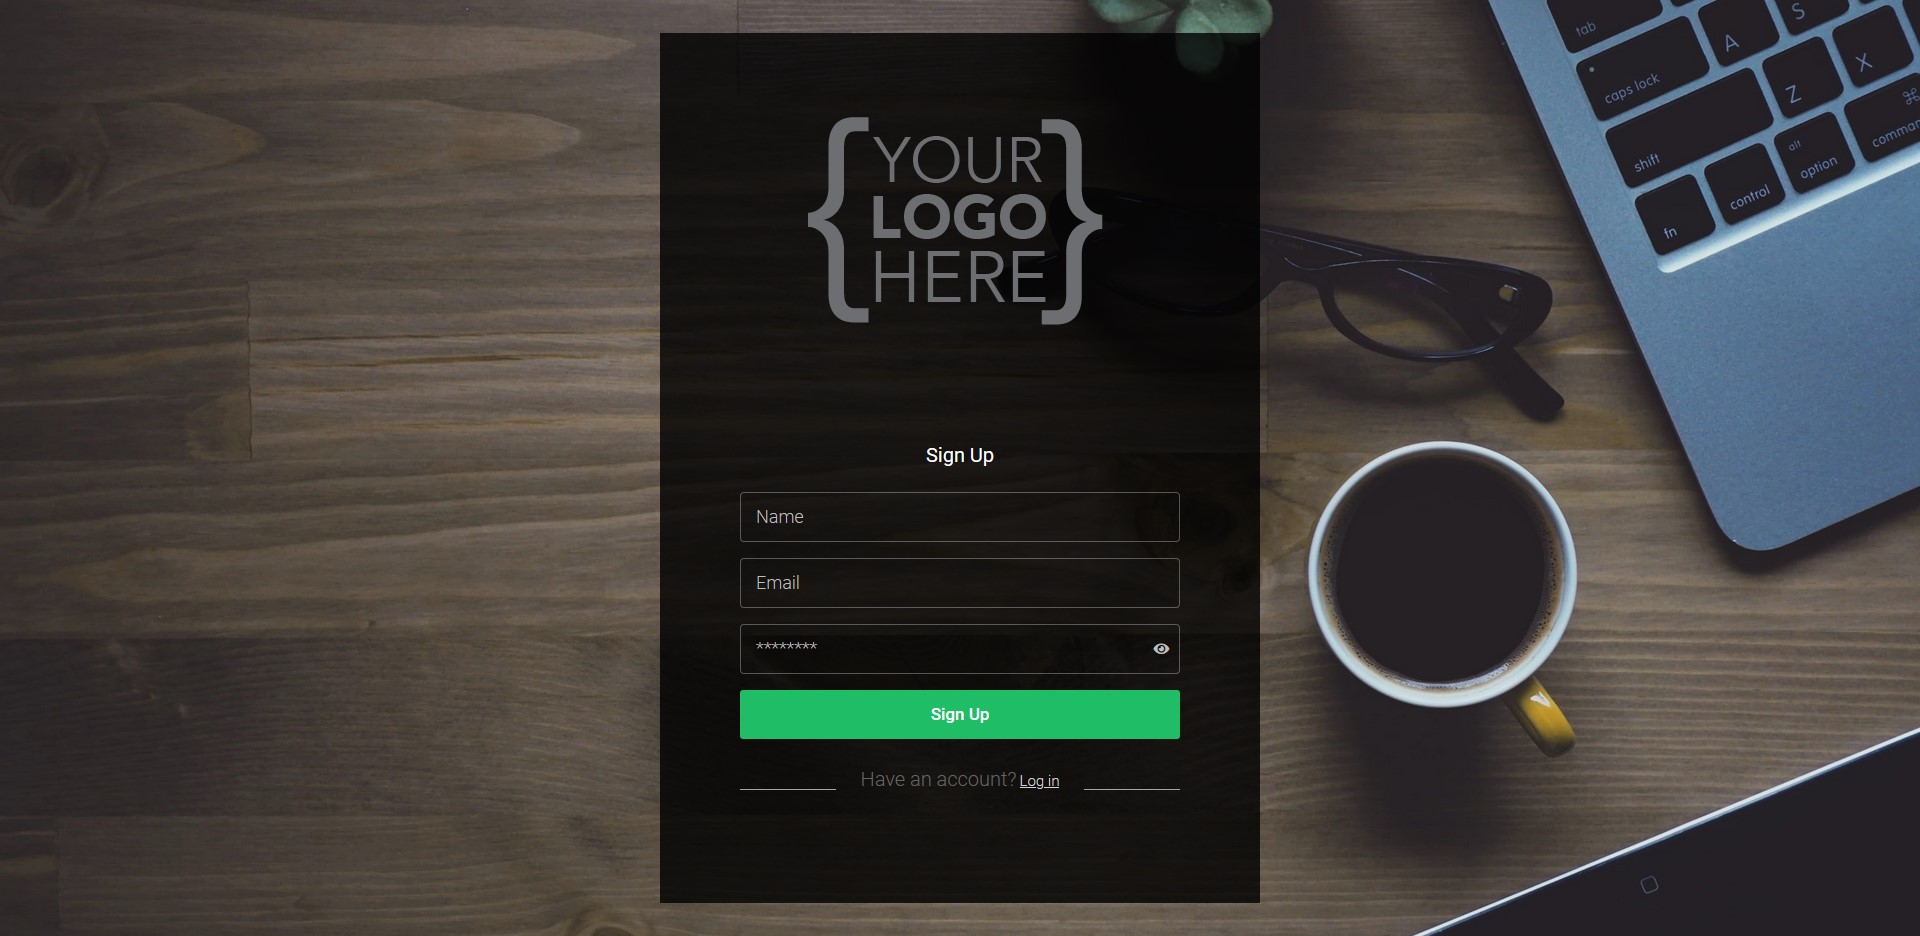 tab
A
S
caps lock
Z
X
⌘
shift
alt
option
control
fn
YOUR
LOGO
HERE
Sign Up
Name
Email
********
Sign Up
Have an account? Log in